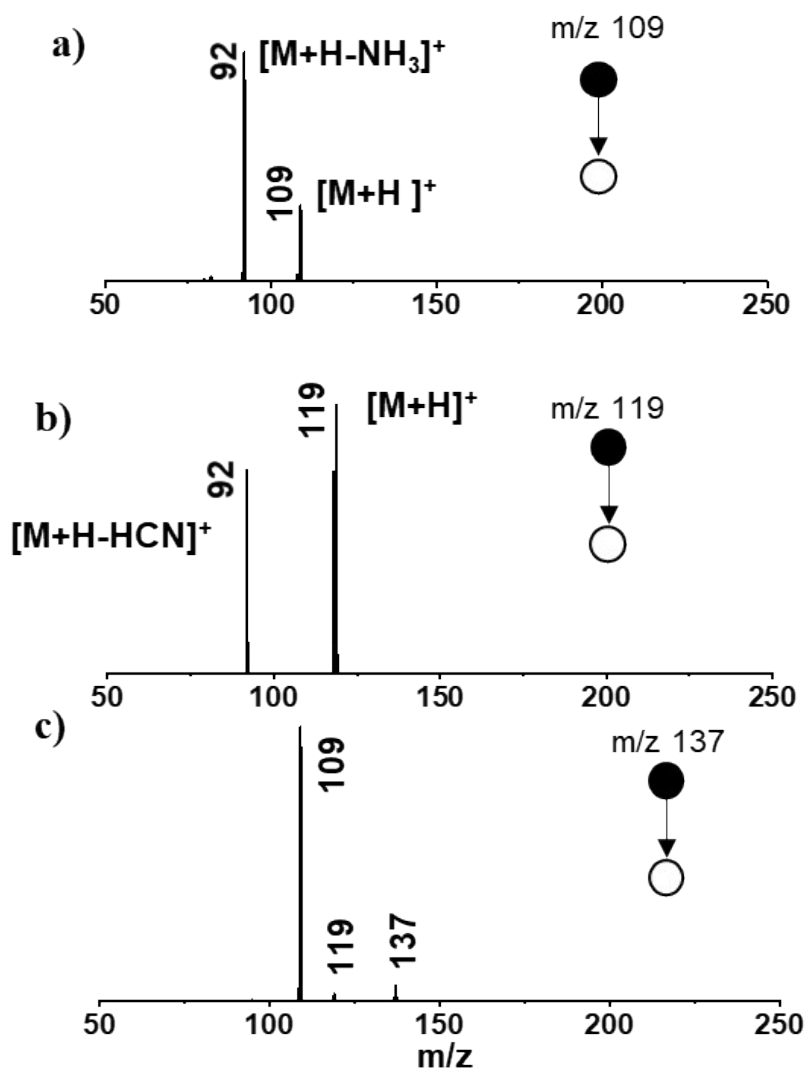 a)
m/z 109
92
[M+H-NH₃]⁺
109
[M+H ]⁺
50 100 150 200 250
b)
m/z 119
119
[M+H]⁺
92
[M+H-HCN]⁺
50 100 150 200 250
c)
m/z 137
109
119
137
50 100 150 200 250
m/z